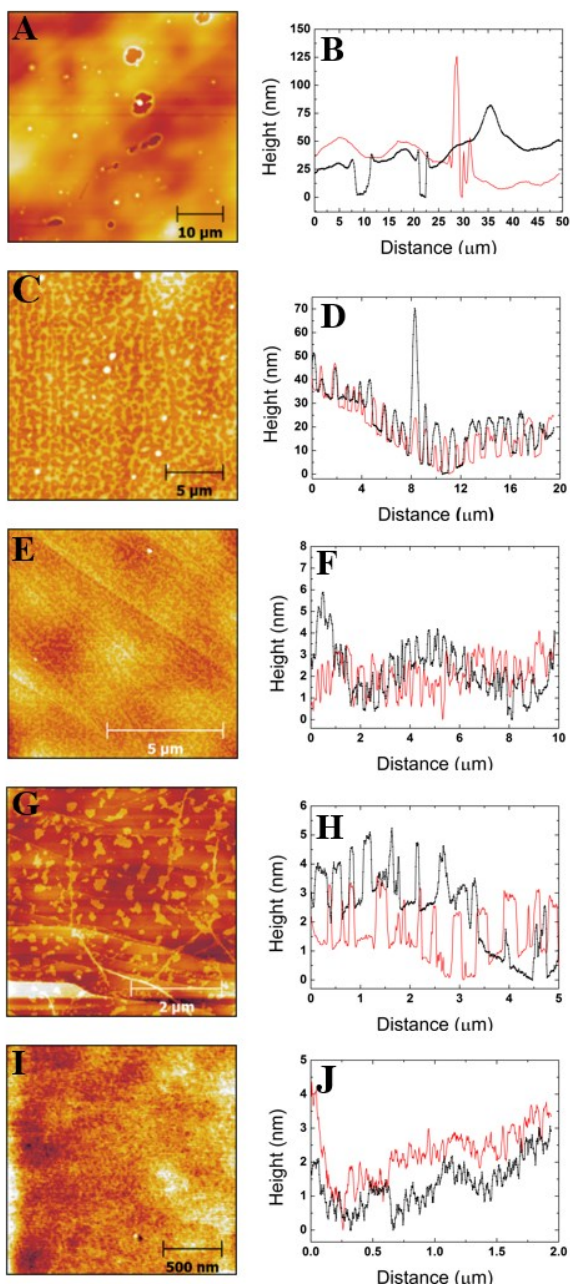 A
10 μm
B
Height (nm)
150
125
100
75
50
25
0
0 5 10 15 20 25 30 35 40 45 50
Distance (μm)
C
5 μm
D
Height (nm)
70
60
50
40
30
20
10
0
0 4 8 12 16 20
Distance (μm)
E
5 μm
F
Height (nm)
8
7
6
5
4
3
2
1
0
0 2 4 6 8 10
Distance (μm)
G
2 μm
H
Height (nm)
6
5
4
3
2
1
0
0 1 2 3 4 5
Distance (μm)
I
500 nm
J
Height (nm)
5
4
3
2
1
0
0.0 0.5 1.0 1.5 2.0
Distance (μm)